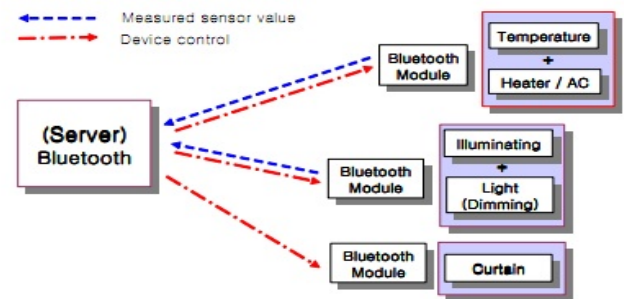 Measured sensor value
Device control
Bluetooth
Module
Temperature
+
Heater / AC
(Server)
Bluetooth
Bluetooth
Module
Illuminating
+
Light
(Dimming)
Bluetooth
Module
Curtain